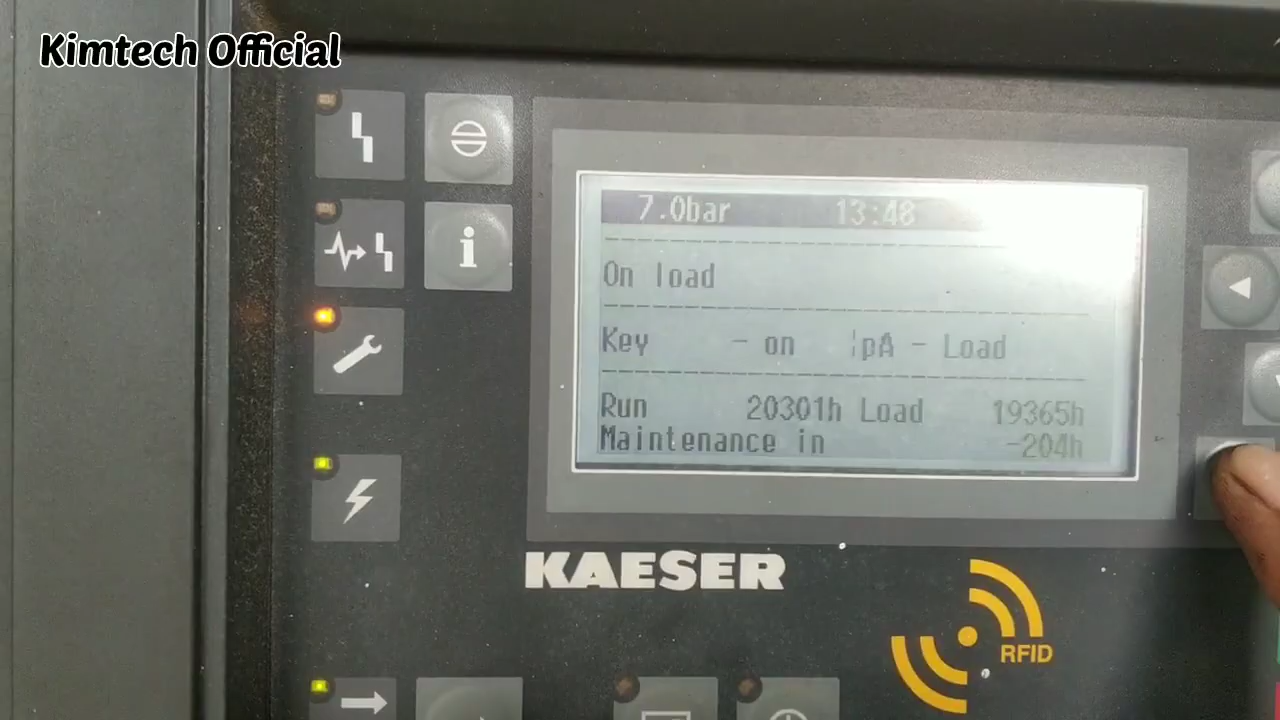 Kimtech Official
7.0bar 13:48
On load
Key - on pA - Load
Run 20301h Load 19365h
Maintenance in -204h
KAESER
RFID